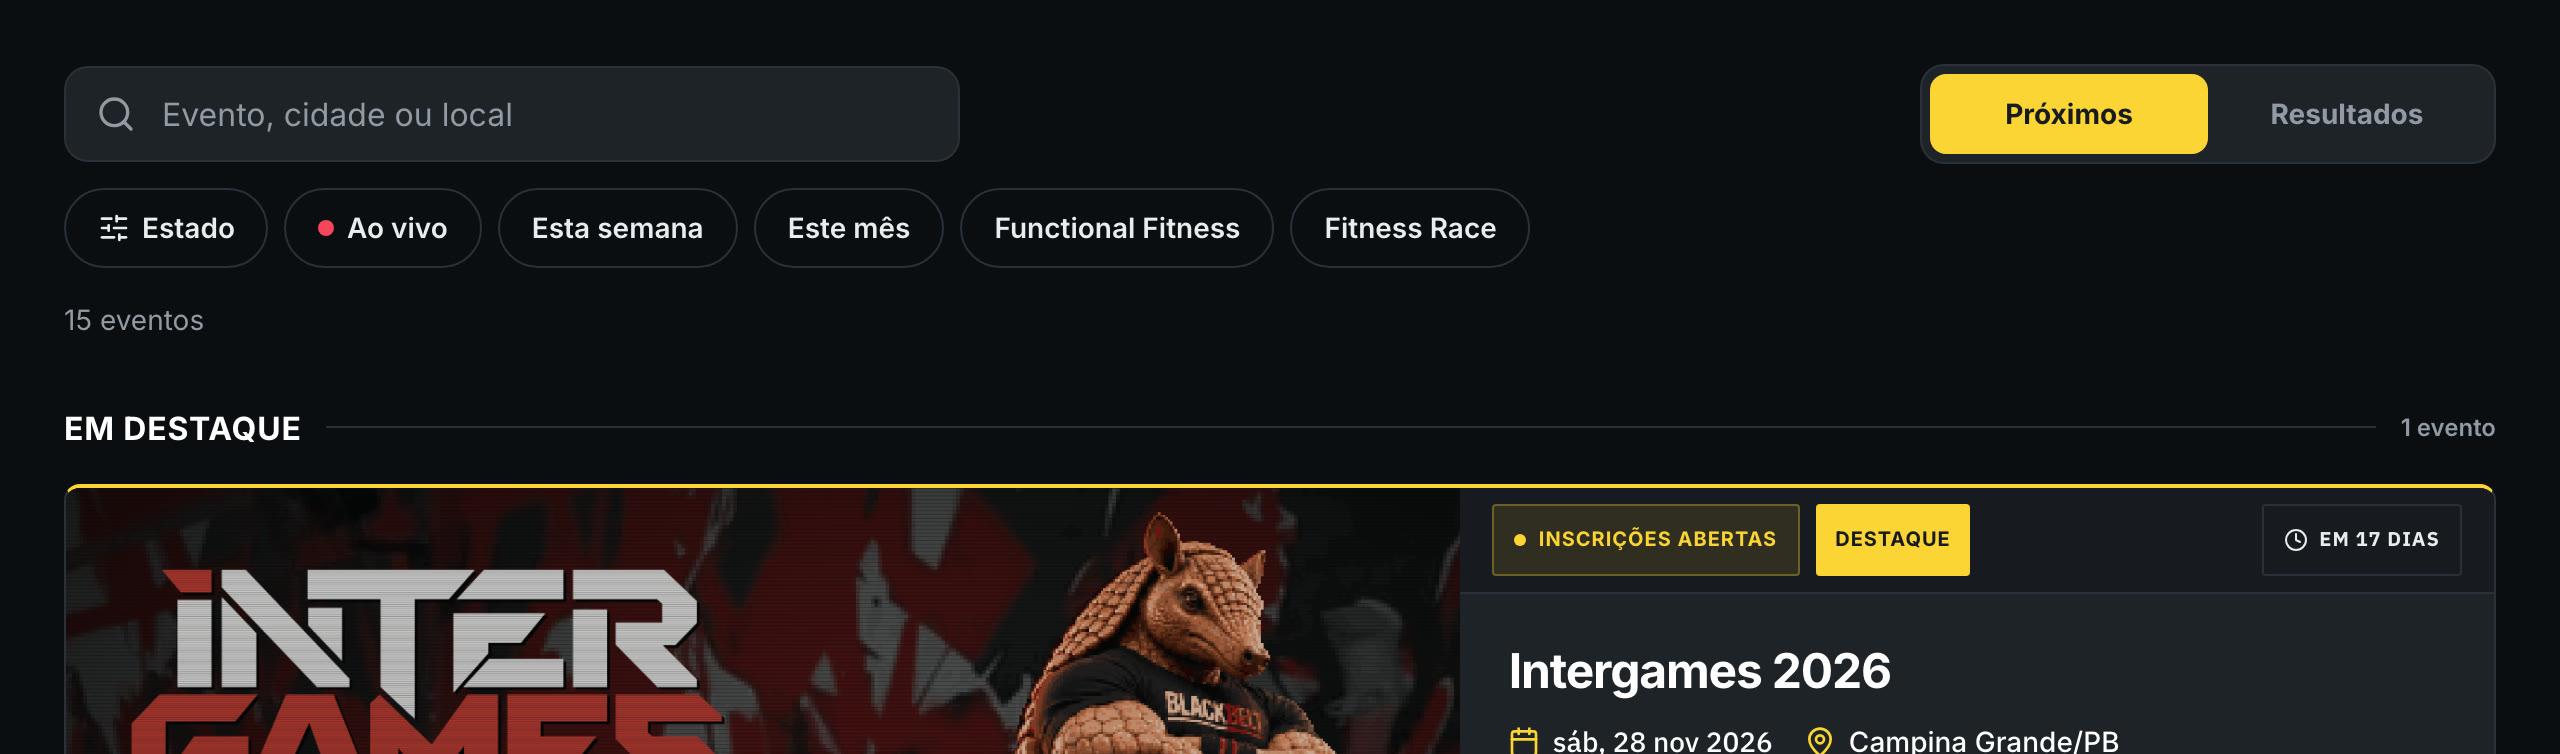 Evento, cidade ou local
Próximos
Resultados
Estado
Ao vivo
Esta semana
Este mês
Functional Fitness
Fitness Race
15 eventos
EM DESTAQUE
1 evento
INSCRIÇÕES ABERTAS
DESTAQUE
EM 17 DIAS
INTER
GAMES
BLACKBELT
Intergames 2026
sáb, 28 nov 2026
Campina Grande/PB